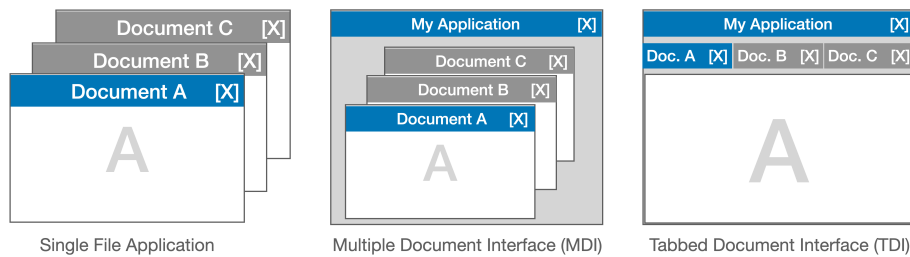 Document C [X]
Document B [X]
Document A [X]
A
Single File Application
My Application [X]
Document C [X]
Document B [X]
Document A [X]
A
Multiple Document Interface (MDI)
My Application [X]
Doc. A [X] Doc. B [X] Doc. C [X]
A
Tabbed Document Interface (TDI)